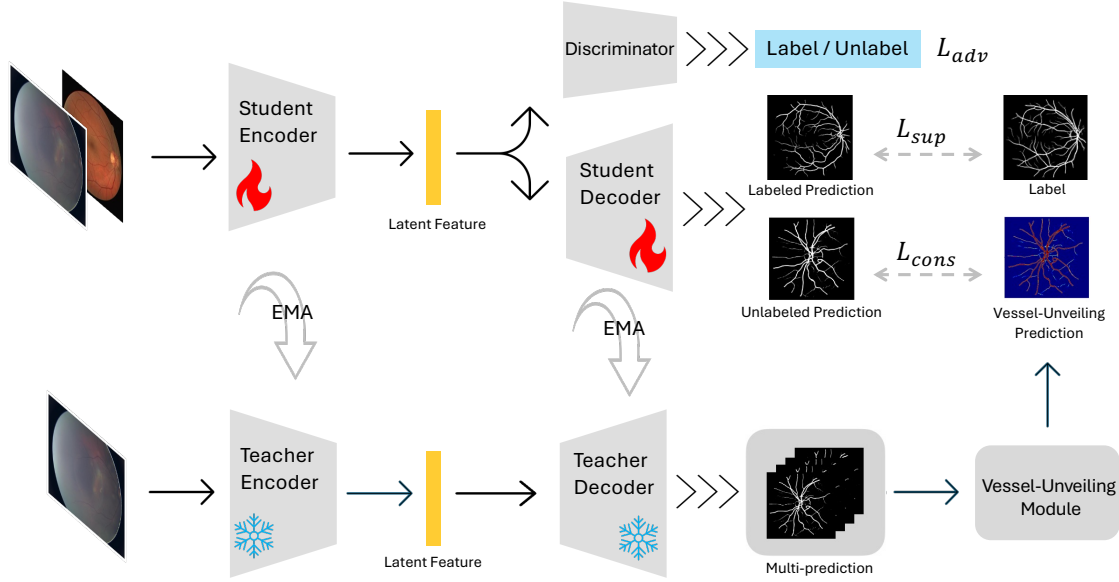 Discriminator
Label / Unlabel
L_adv
Student
Encoder
Latent Feature
Student
Decoder
Labeled Prediction
L_sup
Label
Unlabeled Prediction
L_cons
Vessel-Unveiling
Prediction
EMA
EMA
Teacher
Encoder
Latent Feature
Teacher
Decoder
Multi-prediction
Vessel-Unveiling
Module